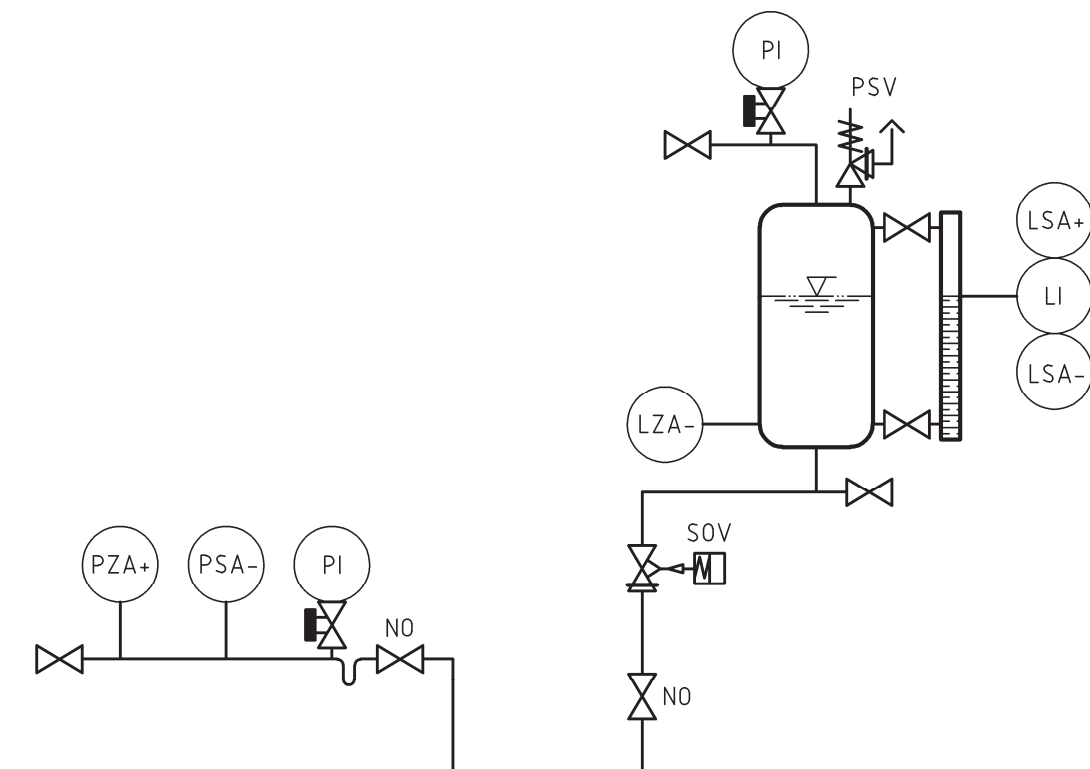 PI
PSV
LSA+
LI
LSA-
LZA-
SOV
PZA+
PSA-
PI
NO
NO